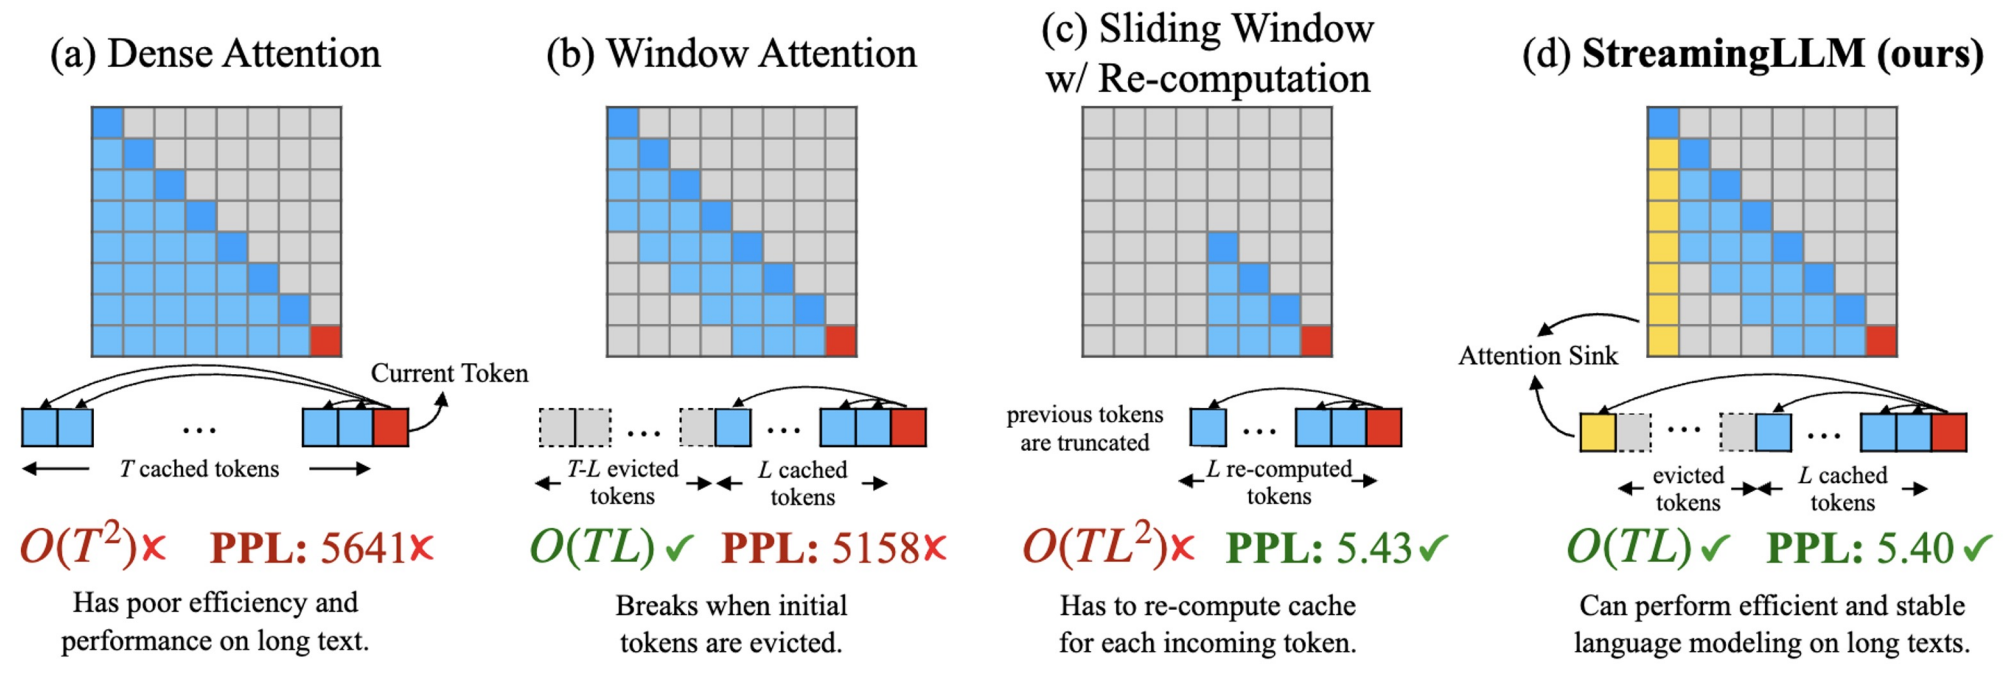 (a) Dense Attention
Current Token
...
T cached tokens
O(T²)✗ PPL: 5641✗
Has poor efficiency and
performance on long text.
(b) Window Attention
... ...
T-L evicted
tokens
L cached
tokens
O(TL)✓ PPL: 5158✗
Breaks when initial
tokens are evicted.
(c) Sliding Window
w/ Re-computation
previous tokens
are truncated
...
L re-computed
tokens
O(TL²)✗ PPL: 5.43✓
Has to re-compute cache
for each incoming token.
(d) StreamingLLM (ours)
Attention Sink
... ...
evicted
tokens
L cached
tokens
O(TL)✓ PPL: 5.40✓
Can perform efficient and stable
language modeling on long texts.